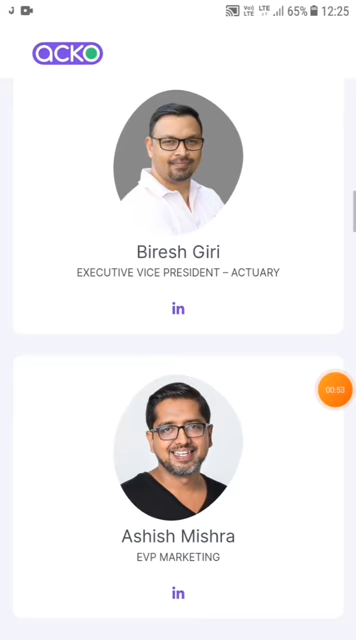 J VoI) LTE LTE 65% 12:25
acko
Biresh Giri
EXECUTIVE VICE PRESIDENT – ACTUARY
in
00:53
Ashish Mishra
EVP MARKETING
in